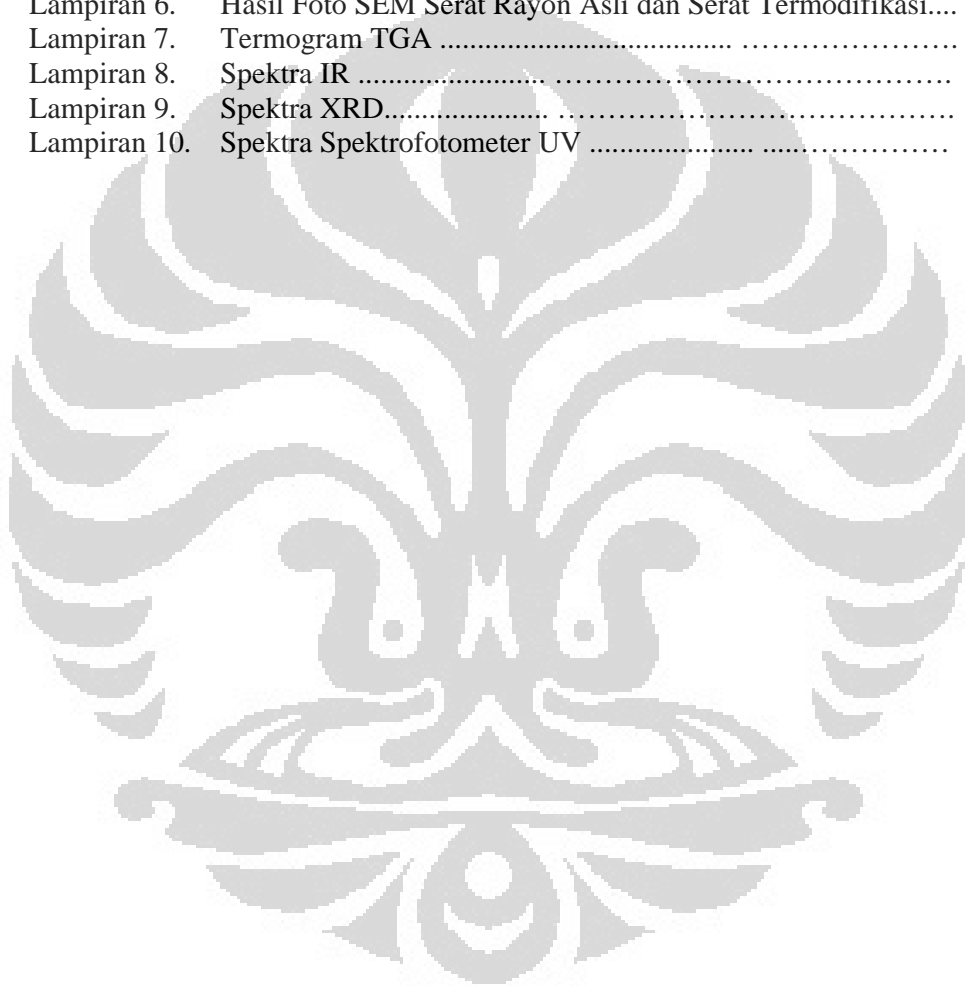 Lampiran 6. Hasil Foto SEM Serat Rayon Asli dan Serat Termodifikasi....
Lampiran 7. Termogram TGA ....................................... ………………….
Lampiran 8. Spektra IR ......................... ………………………………….
Lampiran 9. Spektra XRD...................... ………………………………….
Lampiran 10. Spektra Spektrofotometer UV ...................... .....……………